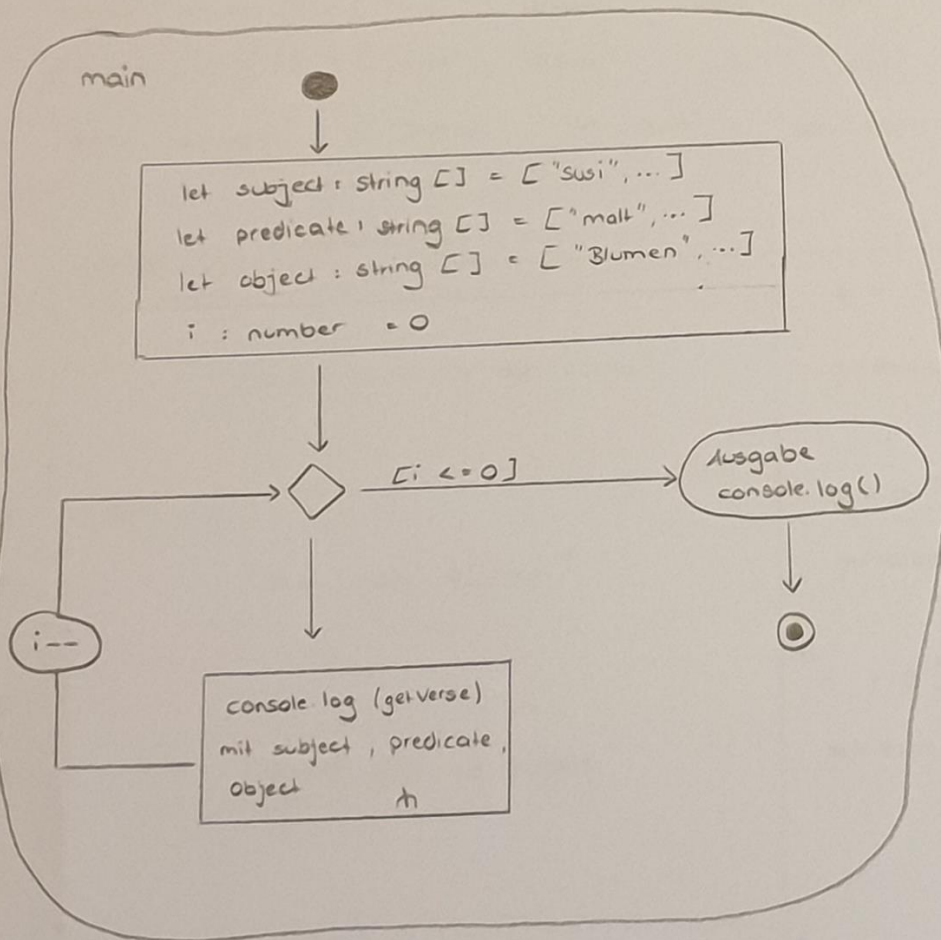 main
let subject : string [] = [ "Susi", ... ]
let predicate : string [] = [ "malt", ... ]
let object : string [] = [ "Blumen", ... ]
i : number = 0
[i <= 0]
Ausgabe
console.log()
i--
console.log (getVerse)
mit subject , predicate ,
object